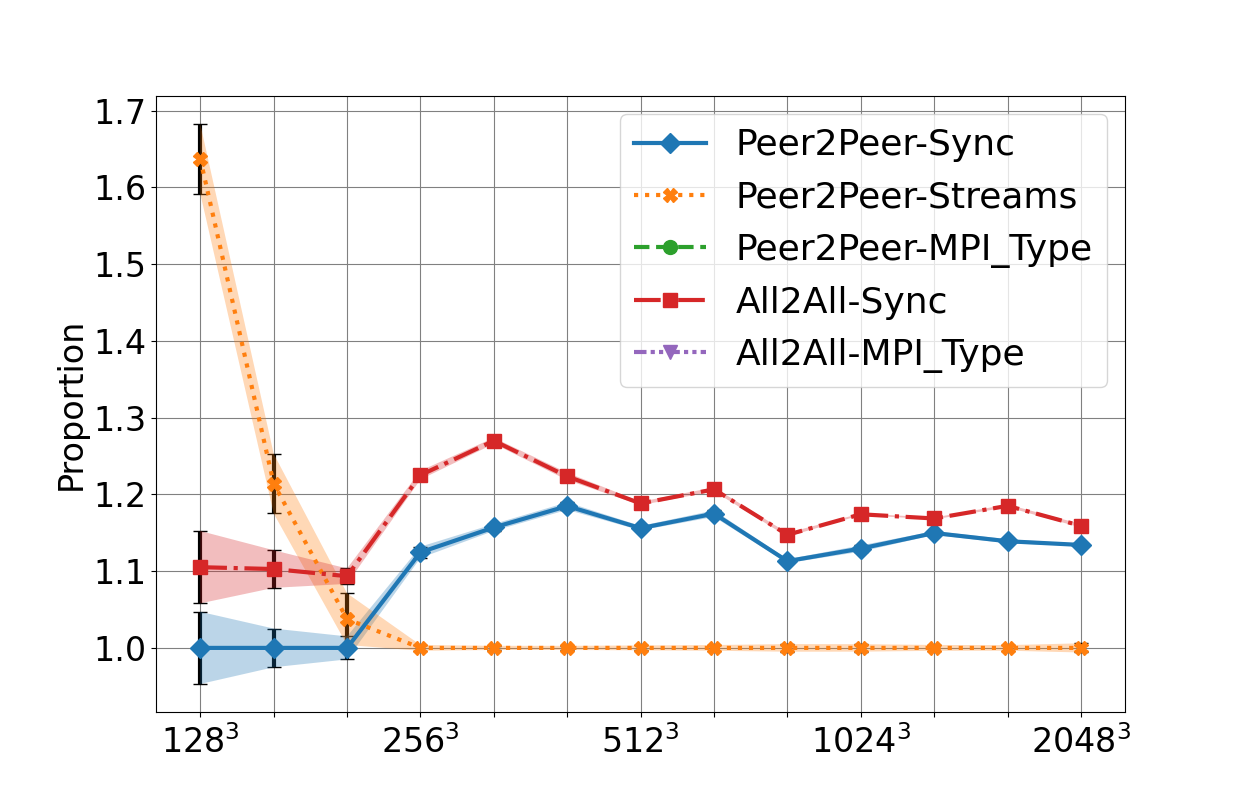 1.7
1.6
1.5
1.4
1.3
1.2
1.1
1.0
Proportion
Peer2Peer-Sync
Peer2Peer-Streams
Peer2Peer-MPI_Type
All2All-Sync
All2All-MPI_Type
128³ 256³ 512³ 1024³ 2048³